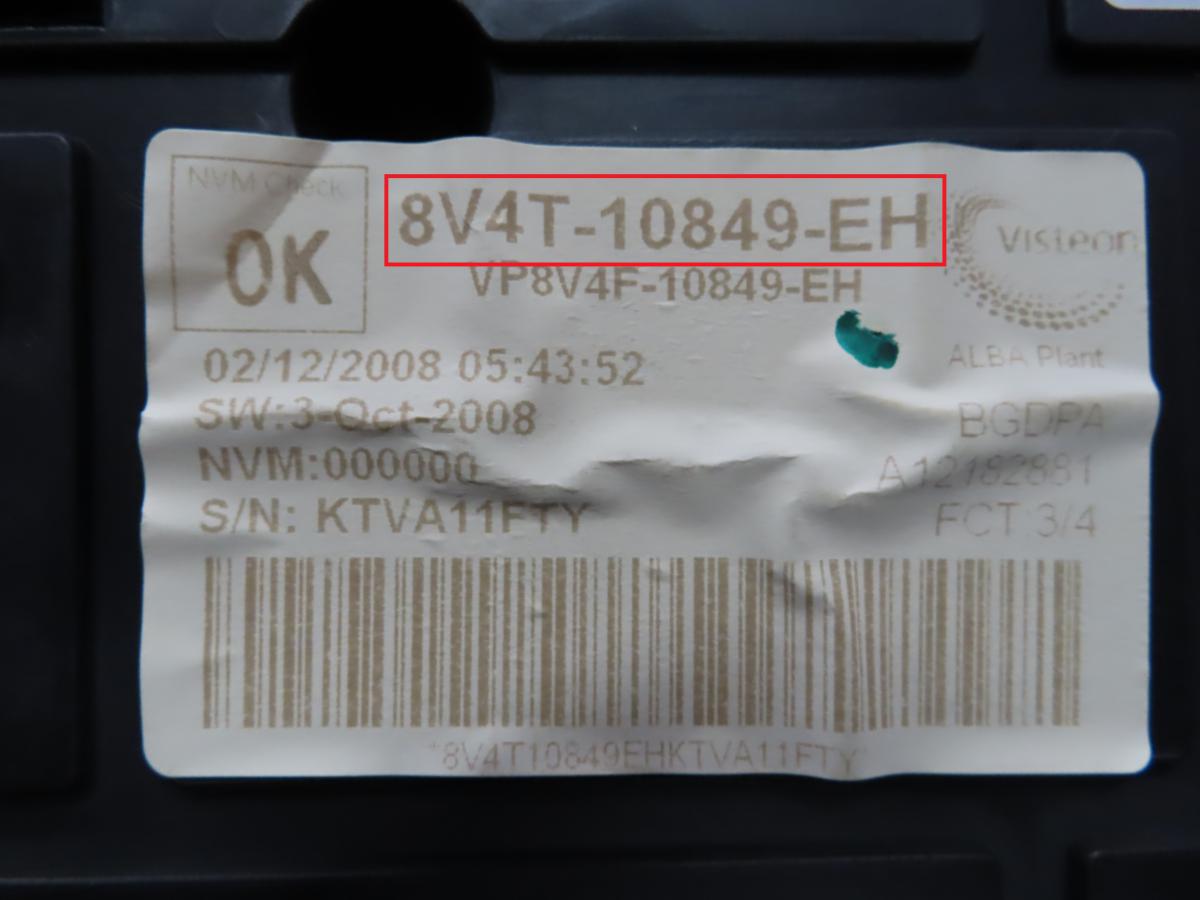 NVM Check
OK
8V4T-10849-EH
VP8V4F-10849-EH
Visteon
ALBA Plant
02/12/2008 05:43:52
SW:3-Oct-2008
NVM:000000
S/N: KTVA11FTY
BGDPA
A12182881
FCT:3/4
*8V4T10849EHKTVA11FTY*